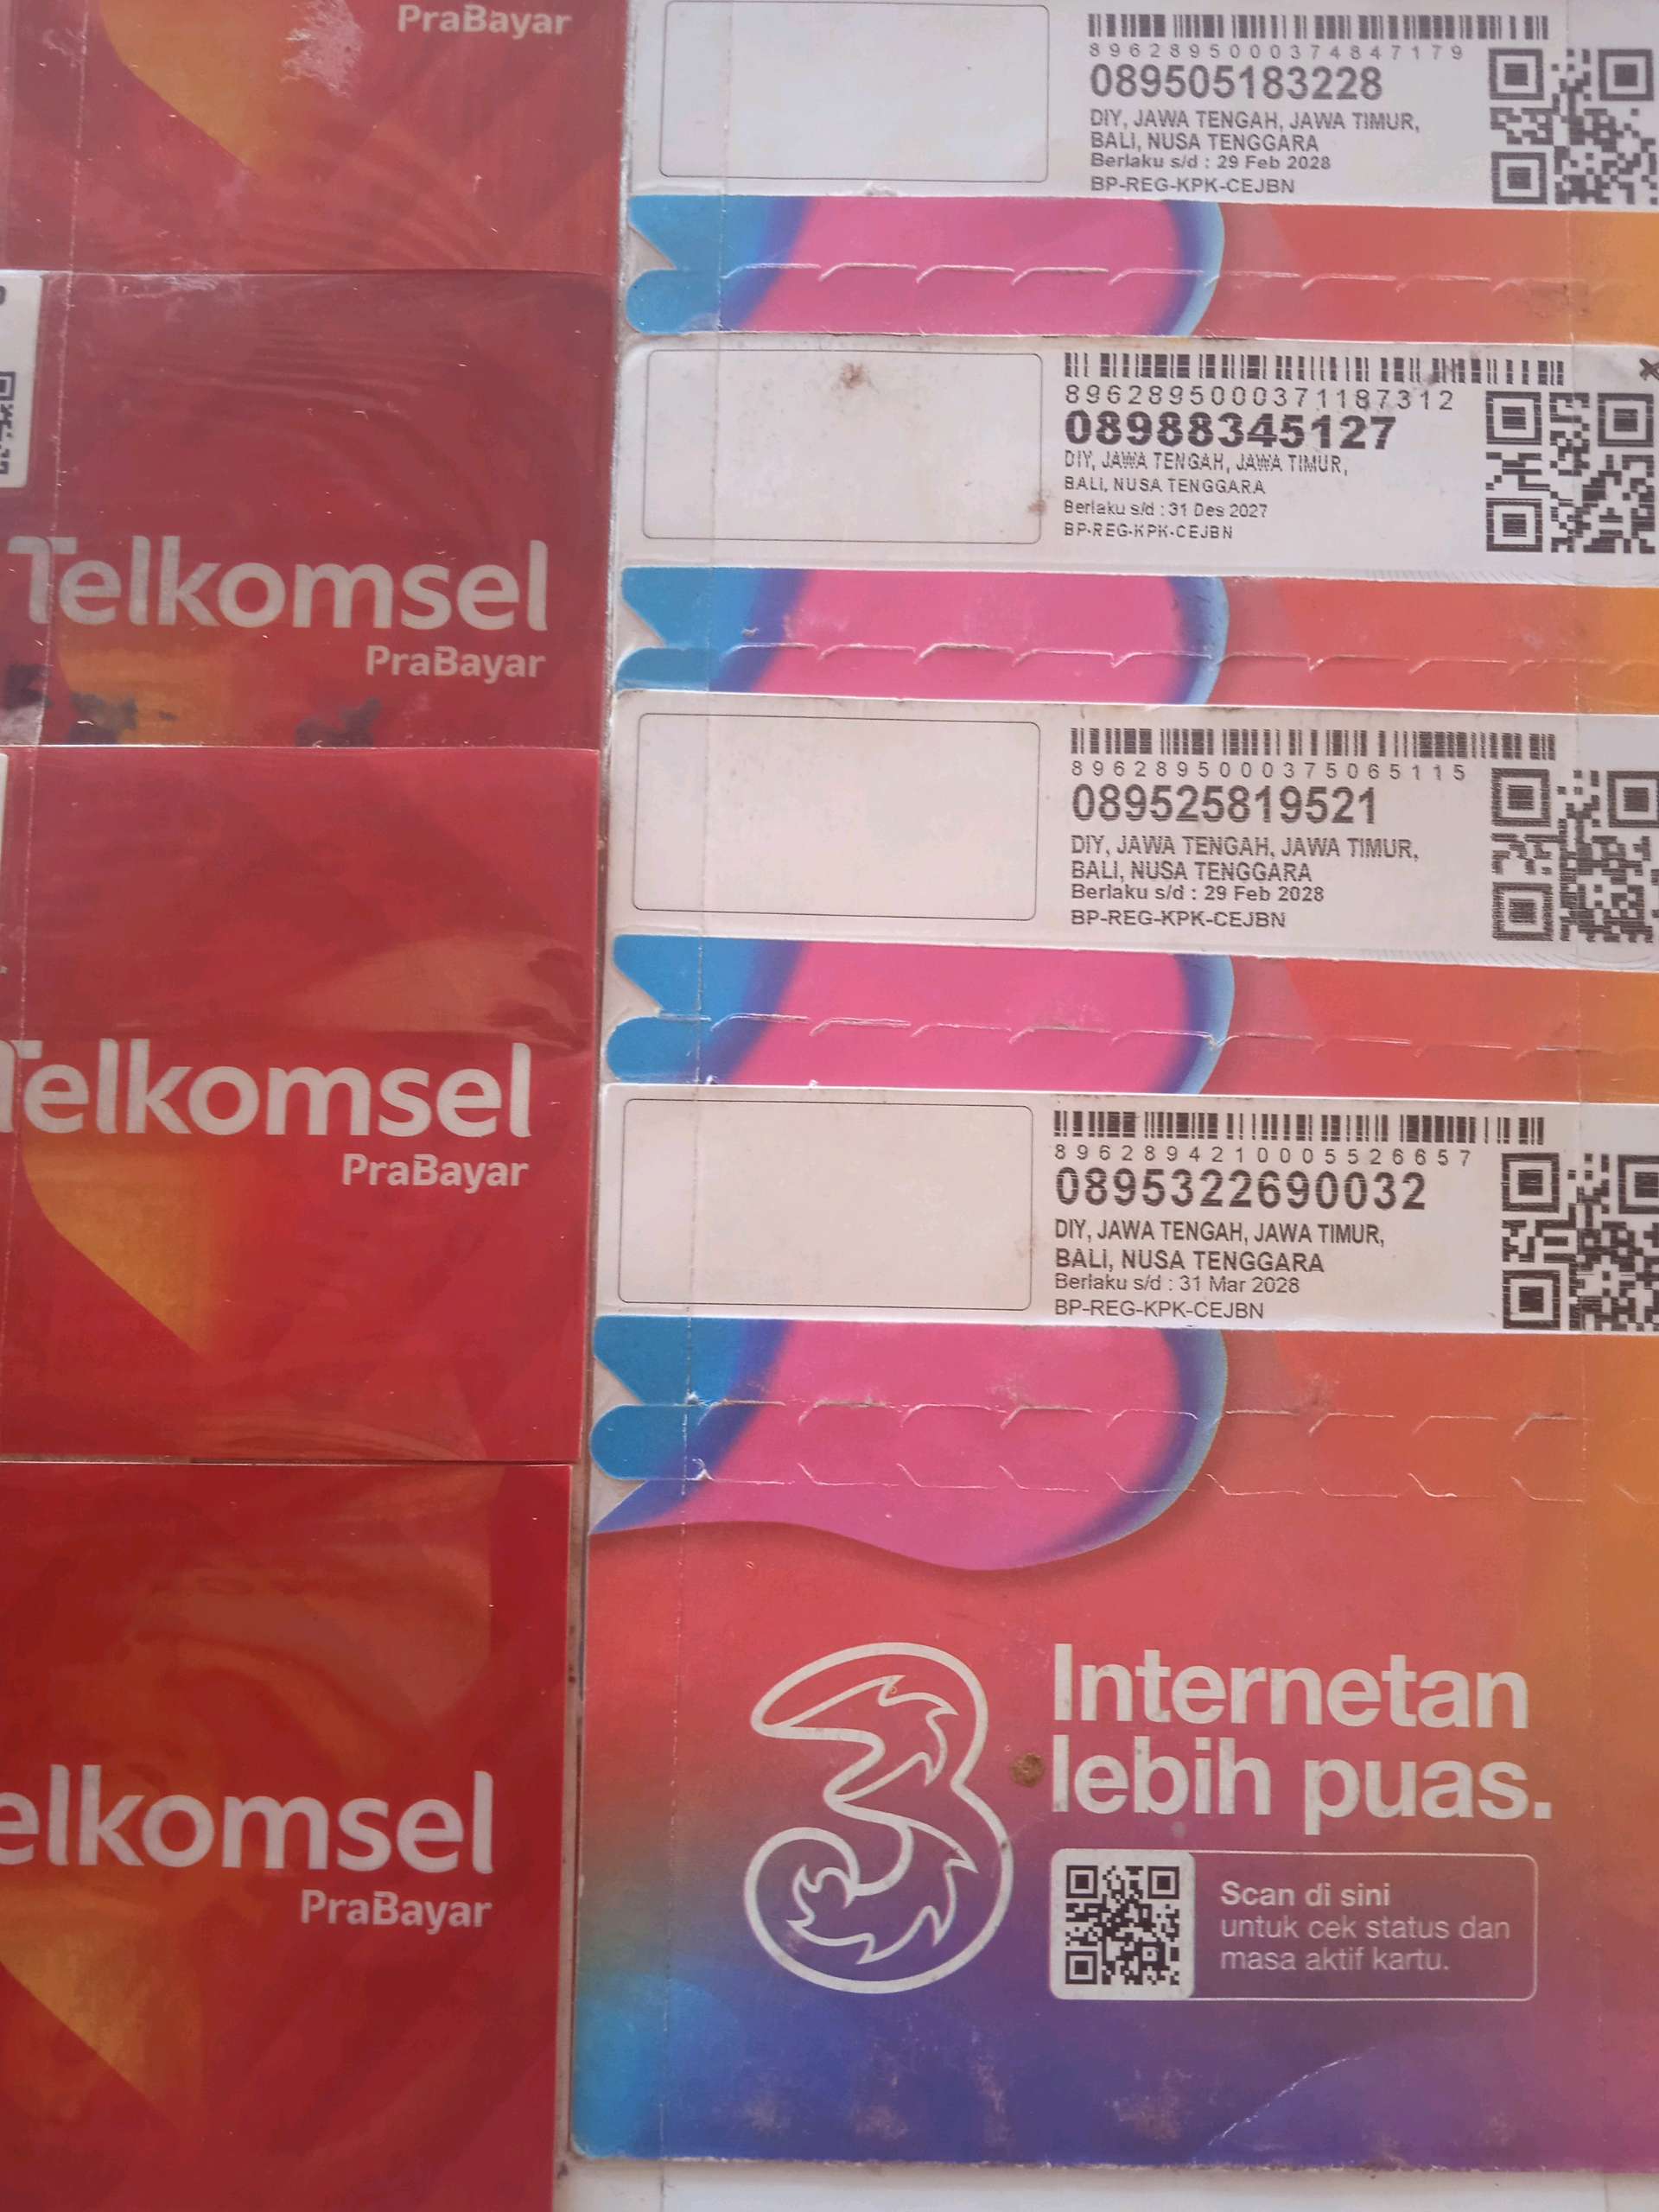 PraBayar
Telkomsel
PraBayar
Telkomsel
PraBayar
elkomsel
PraBayar
8962895000374847179
089505183228
DIY, JAWA TENGAH, JAWA TIMUR,
BALI, NUSA TENGGARA
Berlaku s/d : 29 Feb 2028
BP-REG-KPK-CEJBN
8962895000371187312
08988345127
DIY, JAWA TENGAH, JAWA TIMUR,
BALI, NUSA TENGGARA
Berlaku s/d : 31 Des 2027
BP-REG-KPK-CEJBN
8962895000375065115
089525819521
DIY, JAWA TENGAH, JAWA TIMUR,
BALI, NUSA TENGGARA
Berlaku s/d : 29 Feb 2028
BP-REG-KPK-CEJBN
8962894210005526657
0895322690032
DIY, JAWA TENGAH, JAWA TIMUR,
BALI, NUSA TENGGARA
Berlaku s/d : 31 Mar 2028
BP-REG-KPK-CEJBN
3
Internetan
lebih puas.
Scan di sini
untuk cek status dan
masa aktif kartu.